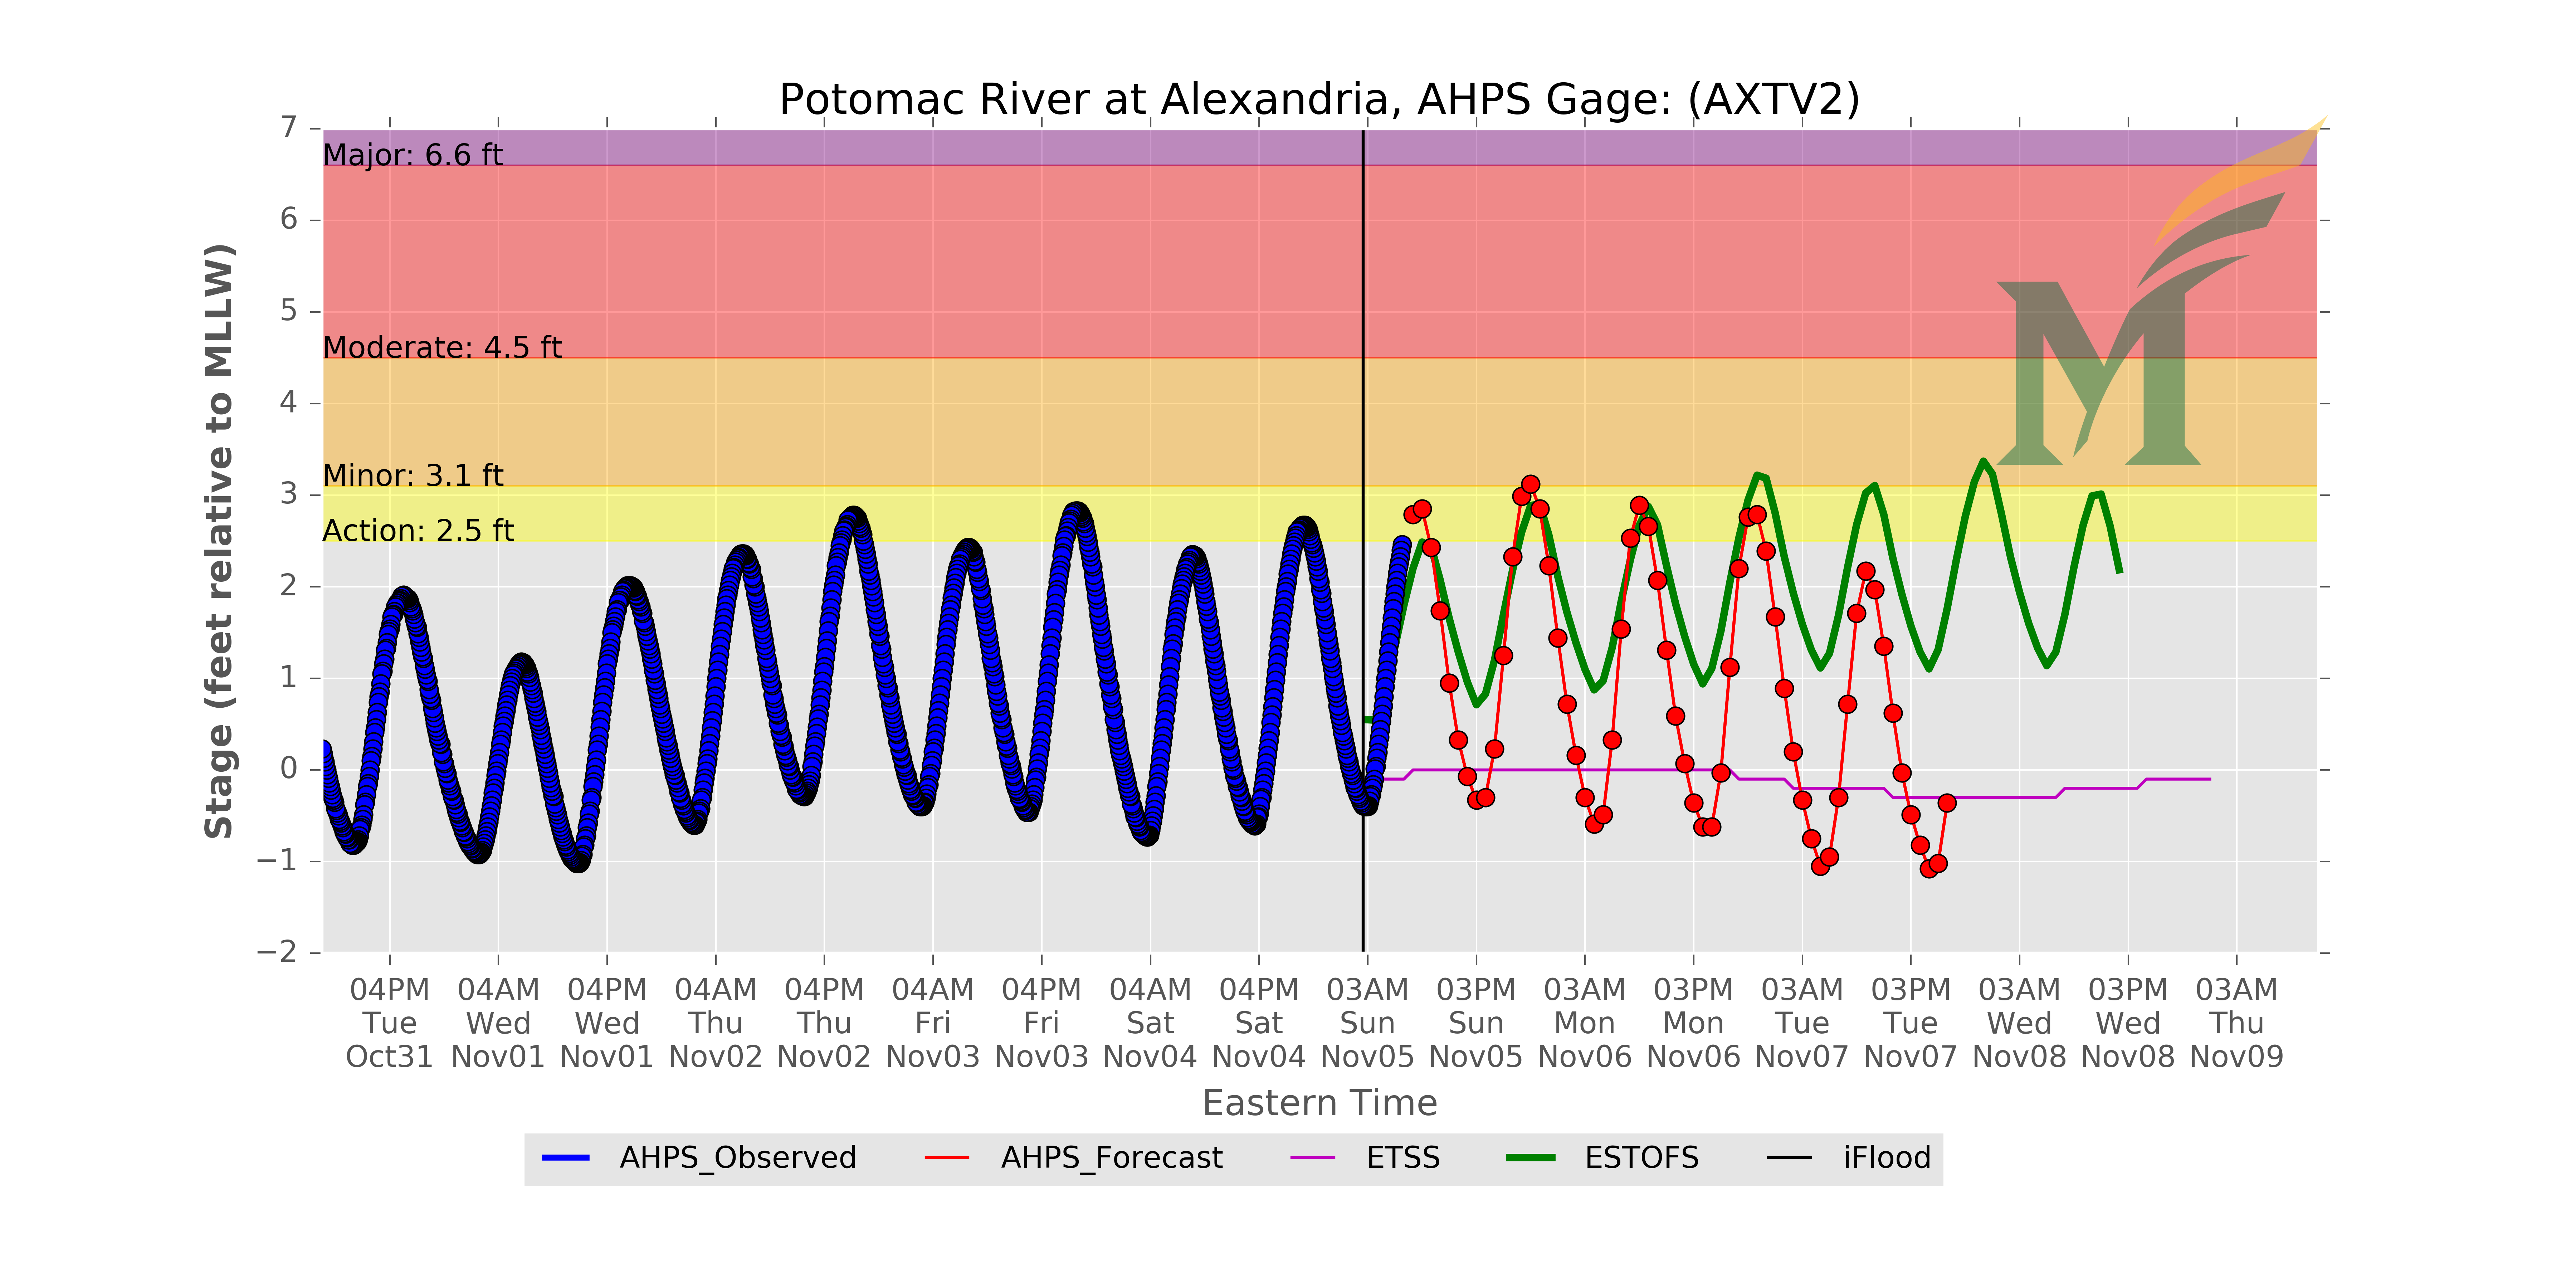 Potomac River at Alexandria, AHPS Gage: (AXTV2)
Stage (feet relative to MLLW)
7
6
5
4
3
2
1
0
−1
−2
Major: 6.6 ft
Moderate: 4.5 ft
Minor: 3.1 ft
Action: 2.5 ft
M
04PM 04AM 04PM 04AM 04PM 04AM 04PM 04AM 04PM 03AM 03PM 03AM 03PM 03AM 03PM 03AM 03PM 03AM
Tue Wed Wed Thu Thu Fri Fri Sat Sat Sun Sun Mon Mon Tue Tue Wed Wed Thu
Oct31 Nov01 Nov01 Nov02 Nov02 Nov03 Nov03 Nov04 Nov04 Nov05 Nov05 Nov06 Nov06 Nov07 Nov07 Nov08 Nov08 Nov09
Eastern Time
AHPS_Observed AHPS_Forecast ETSS ESTOFS iFlood